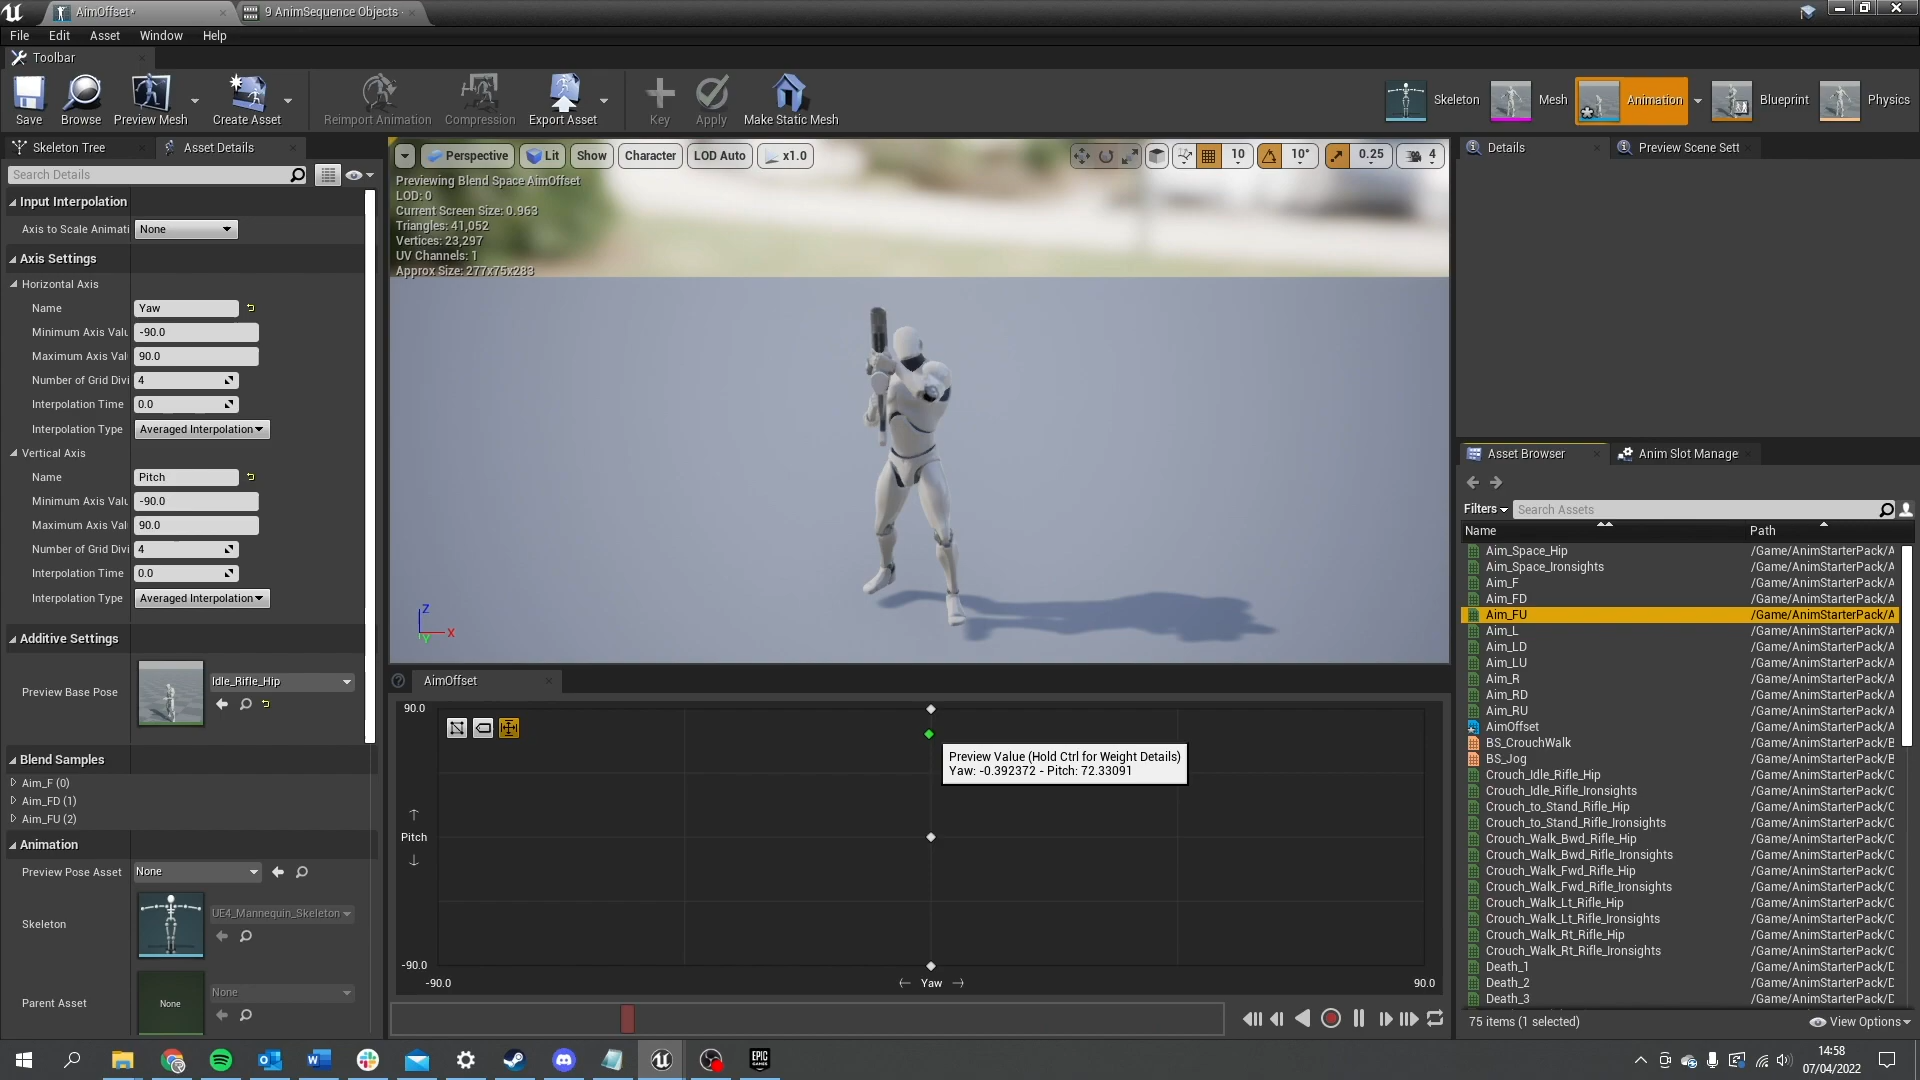 AimOffset*
9 AnimSequence Objects
File Edit Asset Window Help
Toolbar
Save
Browse
Preview Mesh
Create Asset
Reimport Animation
Compression
Export Asset
Key
Apply
Make Static Mesh
Skeleton
Mesh
Animation
Blueprint
Physics
Skeleton Tree
Asset Details
Search Details
Input Interpolation
Axis to Scale Animati None
Axis Settings
Horizontal Axis
Name Yaw
Minimum Axis Valu -90.0
Maximum Axis Val 90.0
Number of Grid Divi 4
Interpolation Time 0.0
Interpolation Type Averaged Interpolation
Vertical Axis
Name Pitch
Minimum Axis Valu -90.0
Maximum Axis Val 90.0
Number of Grid Divi 4
Interpolation Time 0.0
Interpolation Type Averaged Interpolation
Additive Settings
Preview Base Pose Idle_Rifle_Hip
Blend Samples
Aim_F (0)
Aim_FD (1)
Aim_FU (2)
Animation
Preview Pose Asset None
Skeleton UE4_Mannequin_Skeleton
Parent Asset None None
Perspective Lit Show Character LOD Auto x1.0
10 10° 0.25 4
Previewing Blend Space AimOffset
LOD: 0
Current Screen Size: 0.963
Triangles: 41,052
Vertices: 23,297
UV Channels: 1
Approx Size: 277x75x283
Z
X
Y
AimOffset
90.0
Preview Value (Hold Ctrl for Weight Details)
Yaw: -0.392372 - Pitch: 72.33091
Pitch
-90.0
-90.0 Yaw 90.0
Details
Preview Scene Sett
Asset Browser
Anim Slot Manage
Filters Search Assets
Name Path
Aim_Space_Hip /Game/AnimStarterPack/A
Aim_Space_Ironsights /Game/AnimStarterPack/A
Aim_F /Game/AnimStarterPack/A
Aim_FD /Game/AnimStarterPack/A
Aim_FU /Game/AnimStarterPack/A
Aim_L /Game/AnimStarterPack/A
Aim_LD /Game/AnimStarterPack/A
Aim_LU /Game/AnimStarterPack/A
Aim_R /Game/AnimStarterPack/A
Aim_RD /Game/AnimStarterPack/A
Aim_RU /Game/AnimStarterPack/A
AimOffset /Game/AnimStarterPack/A
BS_CrouchWalk /Game/AnimStarterPack/B
BS_Jog /Game/AnimStarterPack/B
Crouch_Idle_Rifle_Hip /Game/AnimStarterPack/C
Crouch_Idle_Rifle_Ironsights /Game/AnimStarterPack/C
Crouch_to_Stand_Rifle_Hip /Game/AnimStarterPack/C
Crouch_to_Stand_Rifle_Ironsights /Game/AnimStarterPack/C
Crouch_Walk_Bwd_Rifle_Hip /Game/AnimStarterPack/C
Crouch_Walk_Bwd_Rifle_Ironsights /Game/AnimStarterPack/C
Crouch_Walk_Fwd_Rifle_Hip /Game/AnimStarterPack/C
Crouch_Walk_Fwd_Rifle_Ironsights /Game/AnimStarterPack/C
Crouch_Walk_Lt_Rifle_Hip /Game/AnimStarterPack/C
Crouch_Walk_Lt_Rifle_Ironsights /Game/AnimStarterPack/C
Crouch_Walk_Rt_Rifle_Hip /Game/AnimStarterPack/C
Crouch_Walk_Rt_Rifle_Ironsights /Game/AnimStarterPack/C
Death_1 /Game/AnimStarterPack/D
Death_2 /Game/AnimStarterPack/D
Death_3 /Game/AnimStarterPack/D
75 items (1 selected) View Options
EPIC GAMES
14:58
07/04/2022